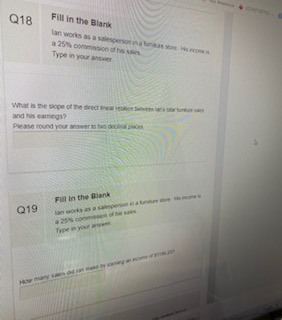 Q18
Fill in the Blank
Ian works as a salesperson in a furniture store. His income is
a 25% commission of his sales.
Type in your answer
What is the slope of the direct linear relation between Ian's total furniture sales
and his earnings?
Please round your answer to two decimal places
Q19
Fill in the Blank
Ian works as a salesperson in a furniture store. His income is
a 25% commission of his sales.
Type in your answer.
How many sales did Ian make by earning an income of